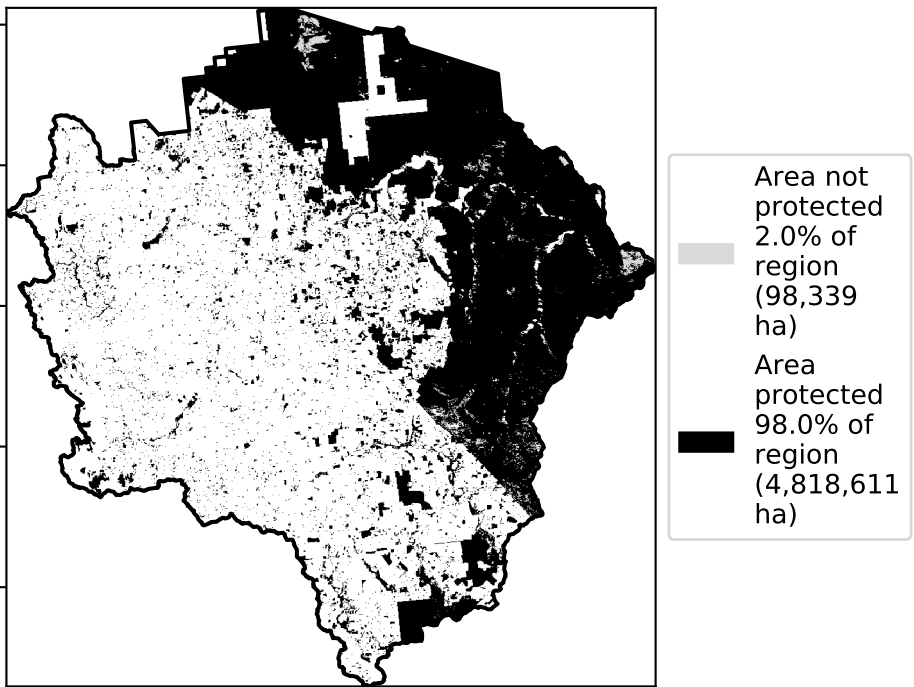 Area not
protected
2.0% of
region
(98,339
ha)
Area
protected
98.0% of
region
(4,818,611
ha)